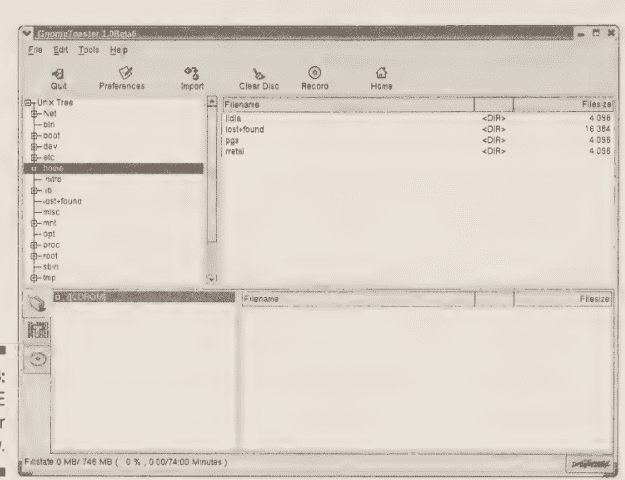 GnomeToaster 1.0Beta6
File Edit Tools Help
Quit Preferences Import Clear Disc Record Home
Unix Tree
Net
bin
boot
dev
etc
home
initrd
lib
lost+found
misc
mnt
opt
proc
root
sbin
tmp
Filename Filesize
lidia <DIR> 4 096
lost+found <DIR> 16 384
pgs <DIR> 4 096
<DIR> 4 096
/[CDROM]
Filename Filesize
Fillstate 0 MB/ 746 MB ( 0 % , 0:00/74:00 Minutes )
:
E
r
.